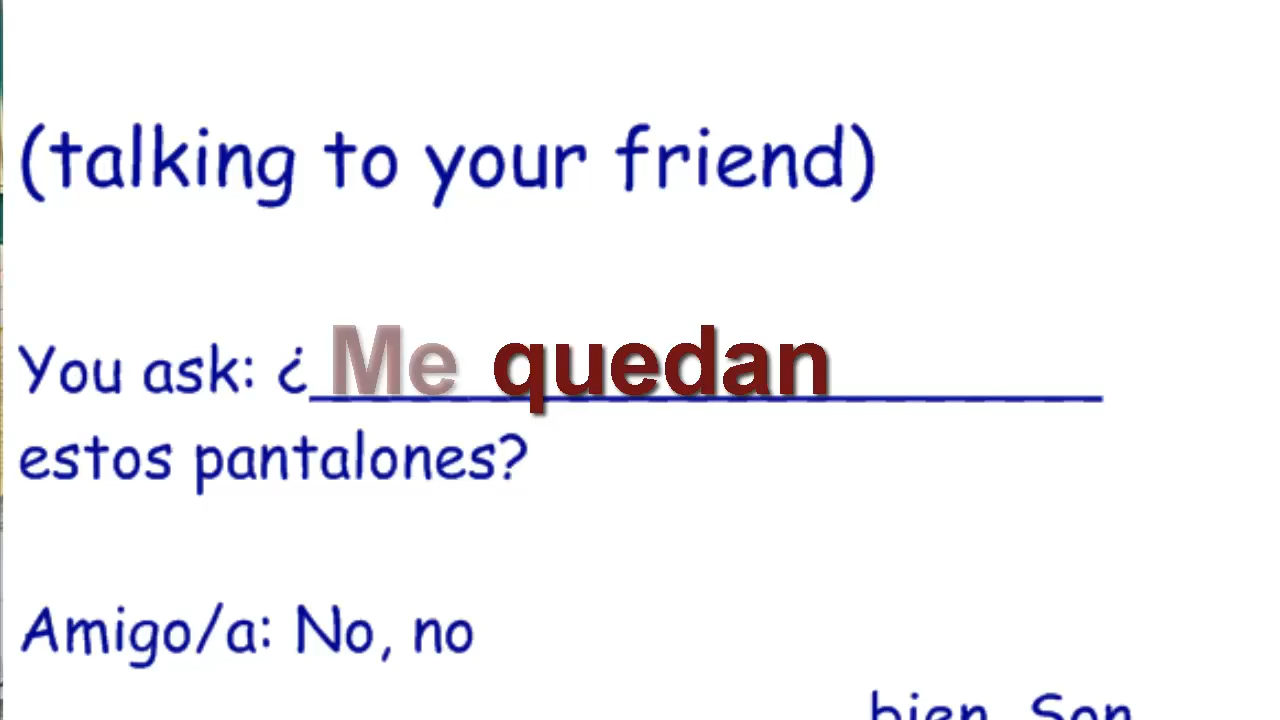 (talking to your friend)
You ask: ¿ Me quedan
estos pantalones?
Amigo/a: No, no
bien. Son